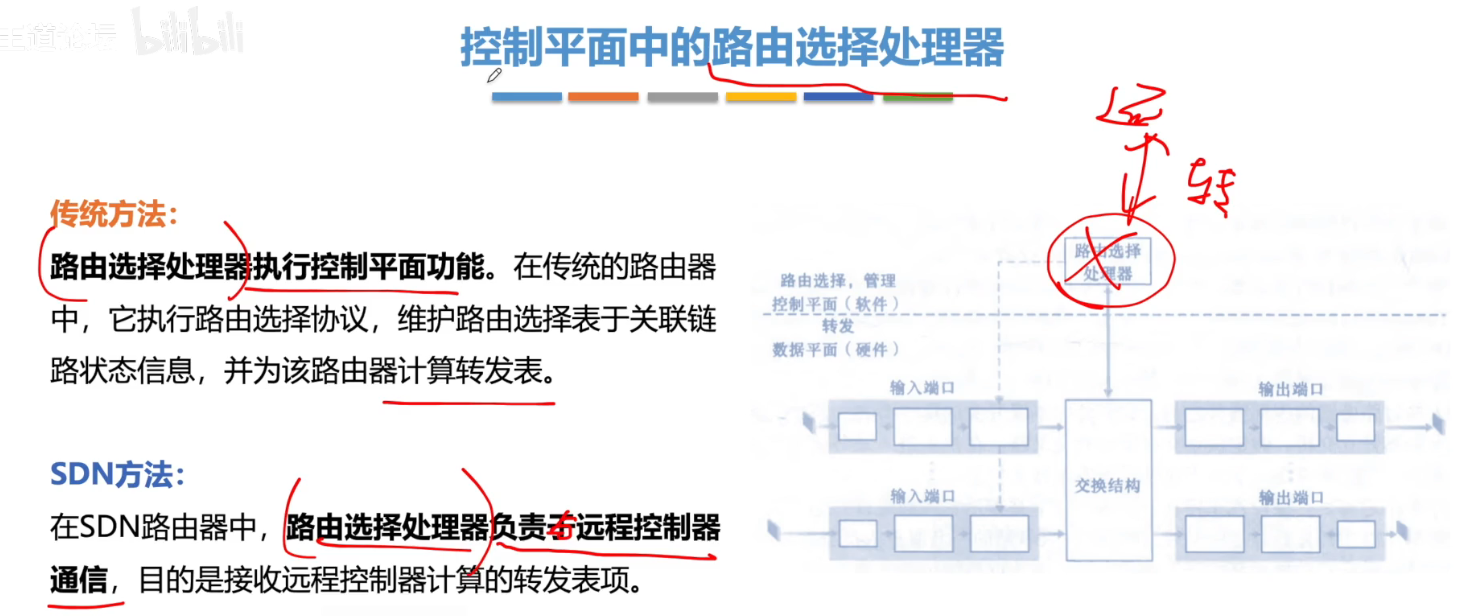 王道论坛 bilibili
控制平面中的路由选择处理器
传统方法：
路由选择处理器执行控制平面功能。在传统的路由器
中，它执行路由选择协议，维护路由选择表于关联链
路状态信息，并为该路由器计算转发表。
SDN方法：
在SDN路由器中，路由选择处理器负责于远程控制器
通信，目的是接收远程控制器计算的转发表项。
与
转
路由选择
处理器
路由选择，管理
控制平面（软件）
转发
数据平面（硬件）
输入端口
输出端口
交换结构
输入端口
输出端口